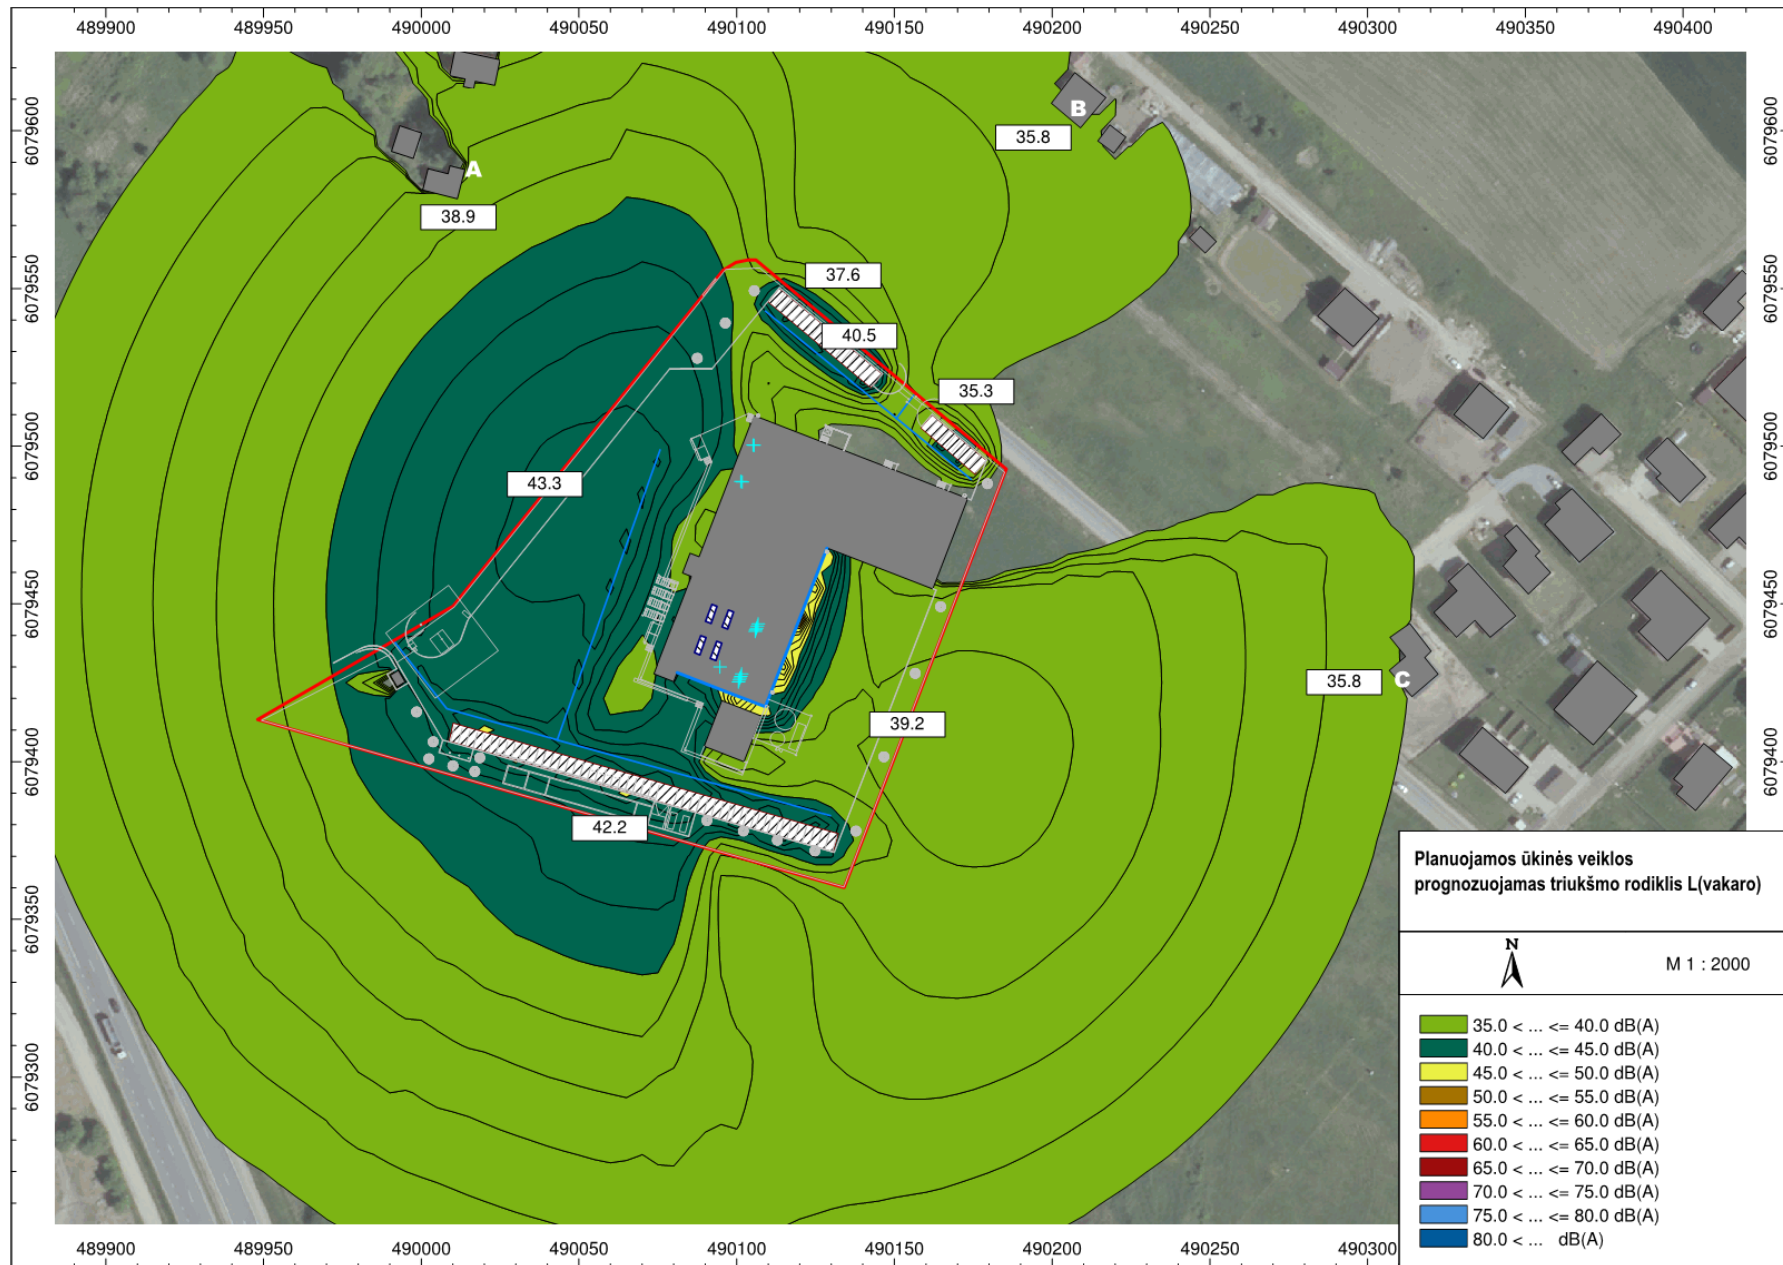 489900 489950 490000 490050 490100 490150 490200 490250 490300 490350 490400
6079600
6079550
6079500
6079450
6079400
6079350
6079300
6079600
6079550
6079500
6079450
6079400
A
38.9
B
35.8
37.6
40.5
35.3
43.3
C
35.8
39.2
42.2
Planuojamos ūkinės veiklos
prognozuojamas triukšmo rodiklis L(vakaro)
N
M 1 : 2000
35.0 < ... <= 40.0 dB(A)
40.0 < ... <= 45.0 dB(A)
45.0 < ... <= 50.0 dB(A)
50.0 < ... <= 55.0 dB(A)
55.0 < ... <= 60.0 dB(A)
60.0 < ... <= 65.0 dB(A)
65.0 < ... <= 70.0 dB(A)
70.0 < ... <= 75.0 dB(A)
75.0 < ... <= 80.0 dB(A)
80.0 < ... dB(A)
489900 489950 490000 490050 490100 490150 490200 490250 490300